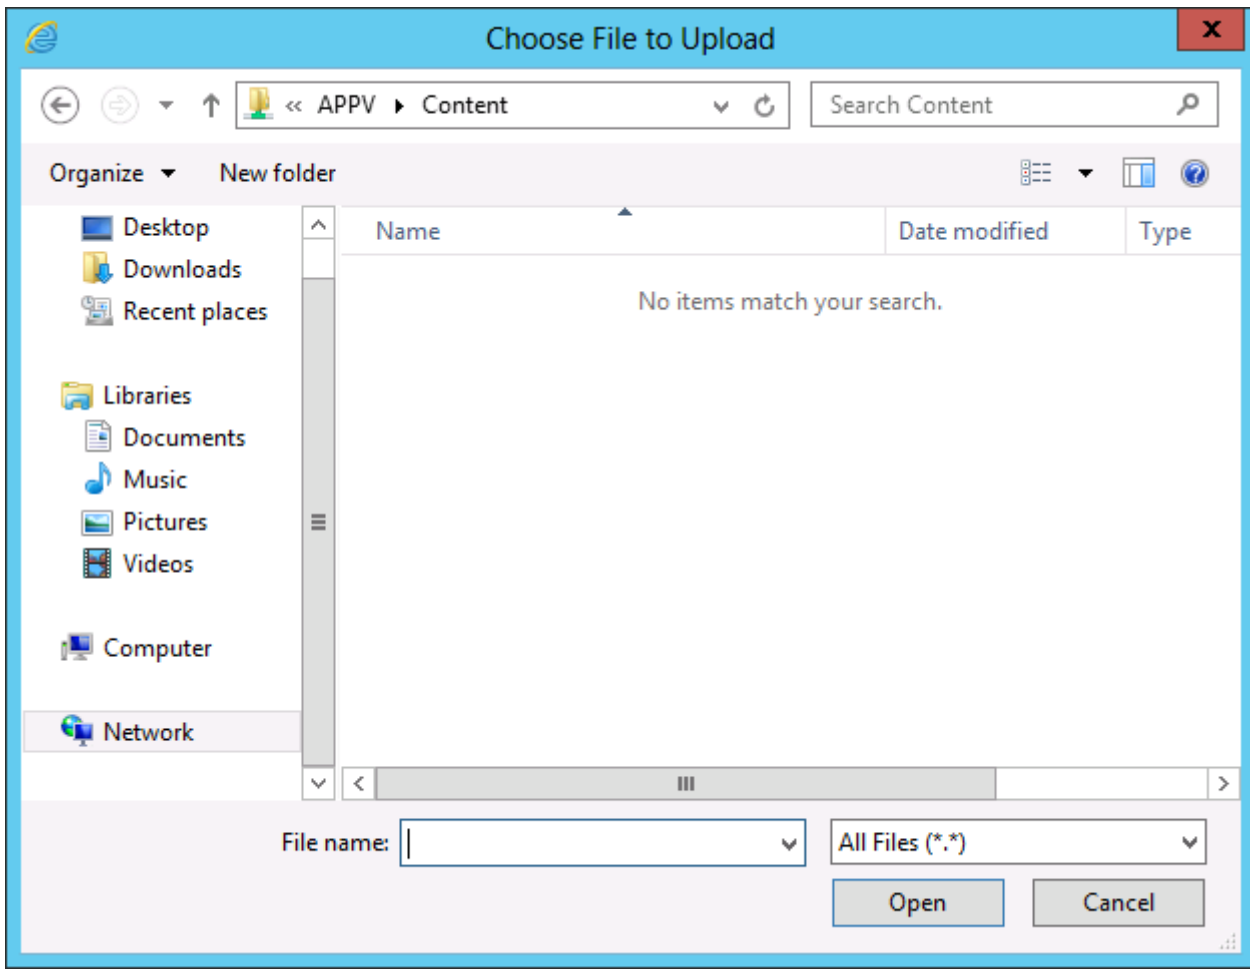 Choose File to Upload
x
« APPV Content
Search Content
Organize
New folder
Name
Date modified
Type
Desktop
Downloads
Recent places
Libraries
Documents
Music
Pictures
Videos
Computer
Network
No items match your search.
File name:
All Files (*.*)
Open
Cancel